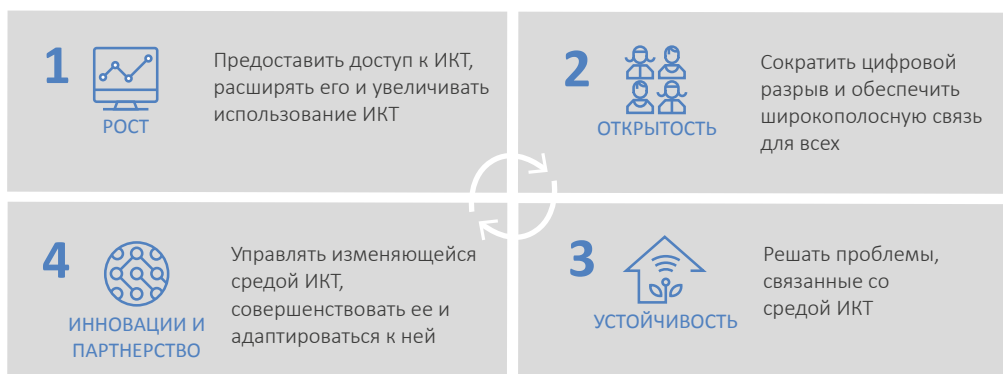 1
РОСТ
Предоставить доступ к ИКТ,
расширять его и увеличивать
использование ИКТ
2
ОТКРЫТОСТЬ
Сократить цифровой
разрыв и обеспечить
широкополосную связь
для всех
4
ИННОВАЦИИ И
ПАРТНЕРСТВО
Управлять изменяющейся
средой ИКТ,
совершенствовать ее и
адаптироваться к ней
3
УСТОЙЧИВОСТЬ
Решать проблемы,
связанные со
средой ИКТ